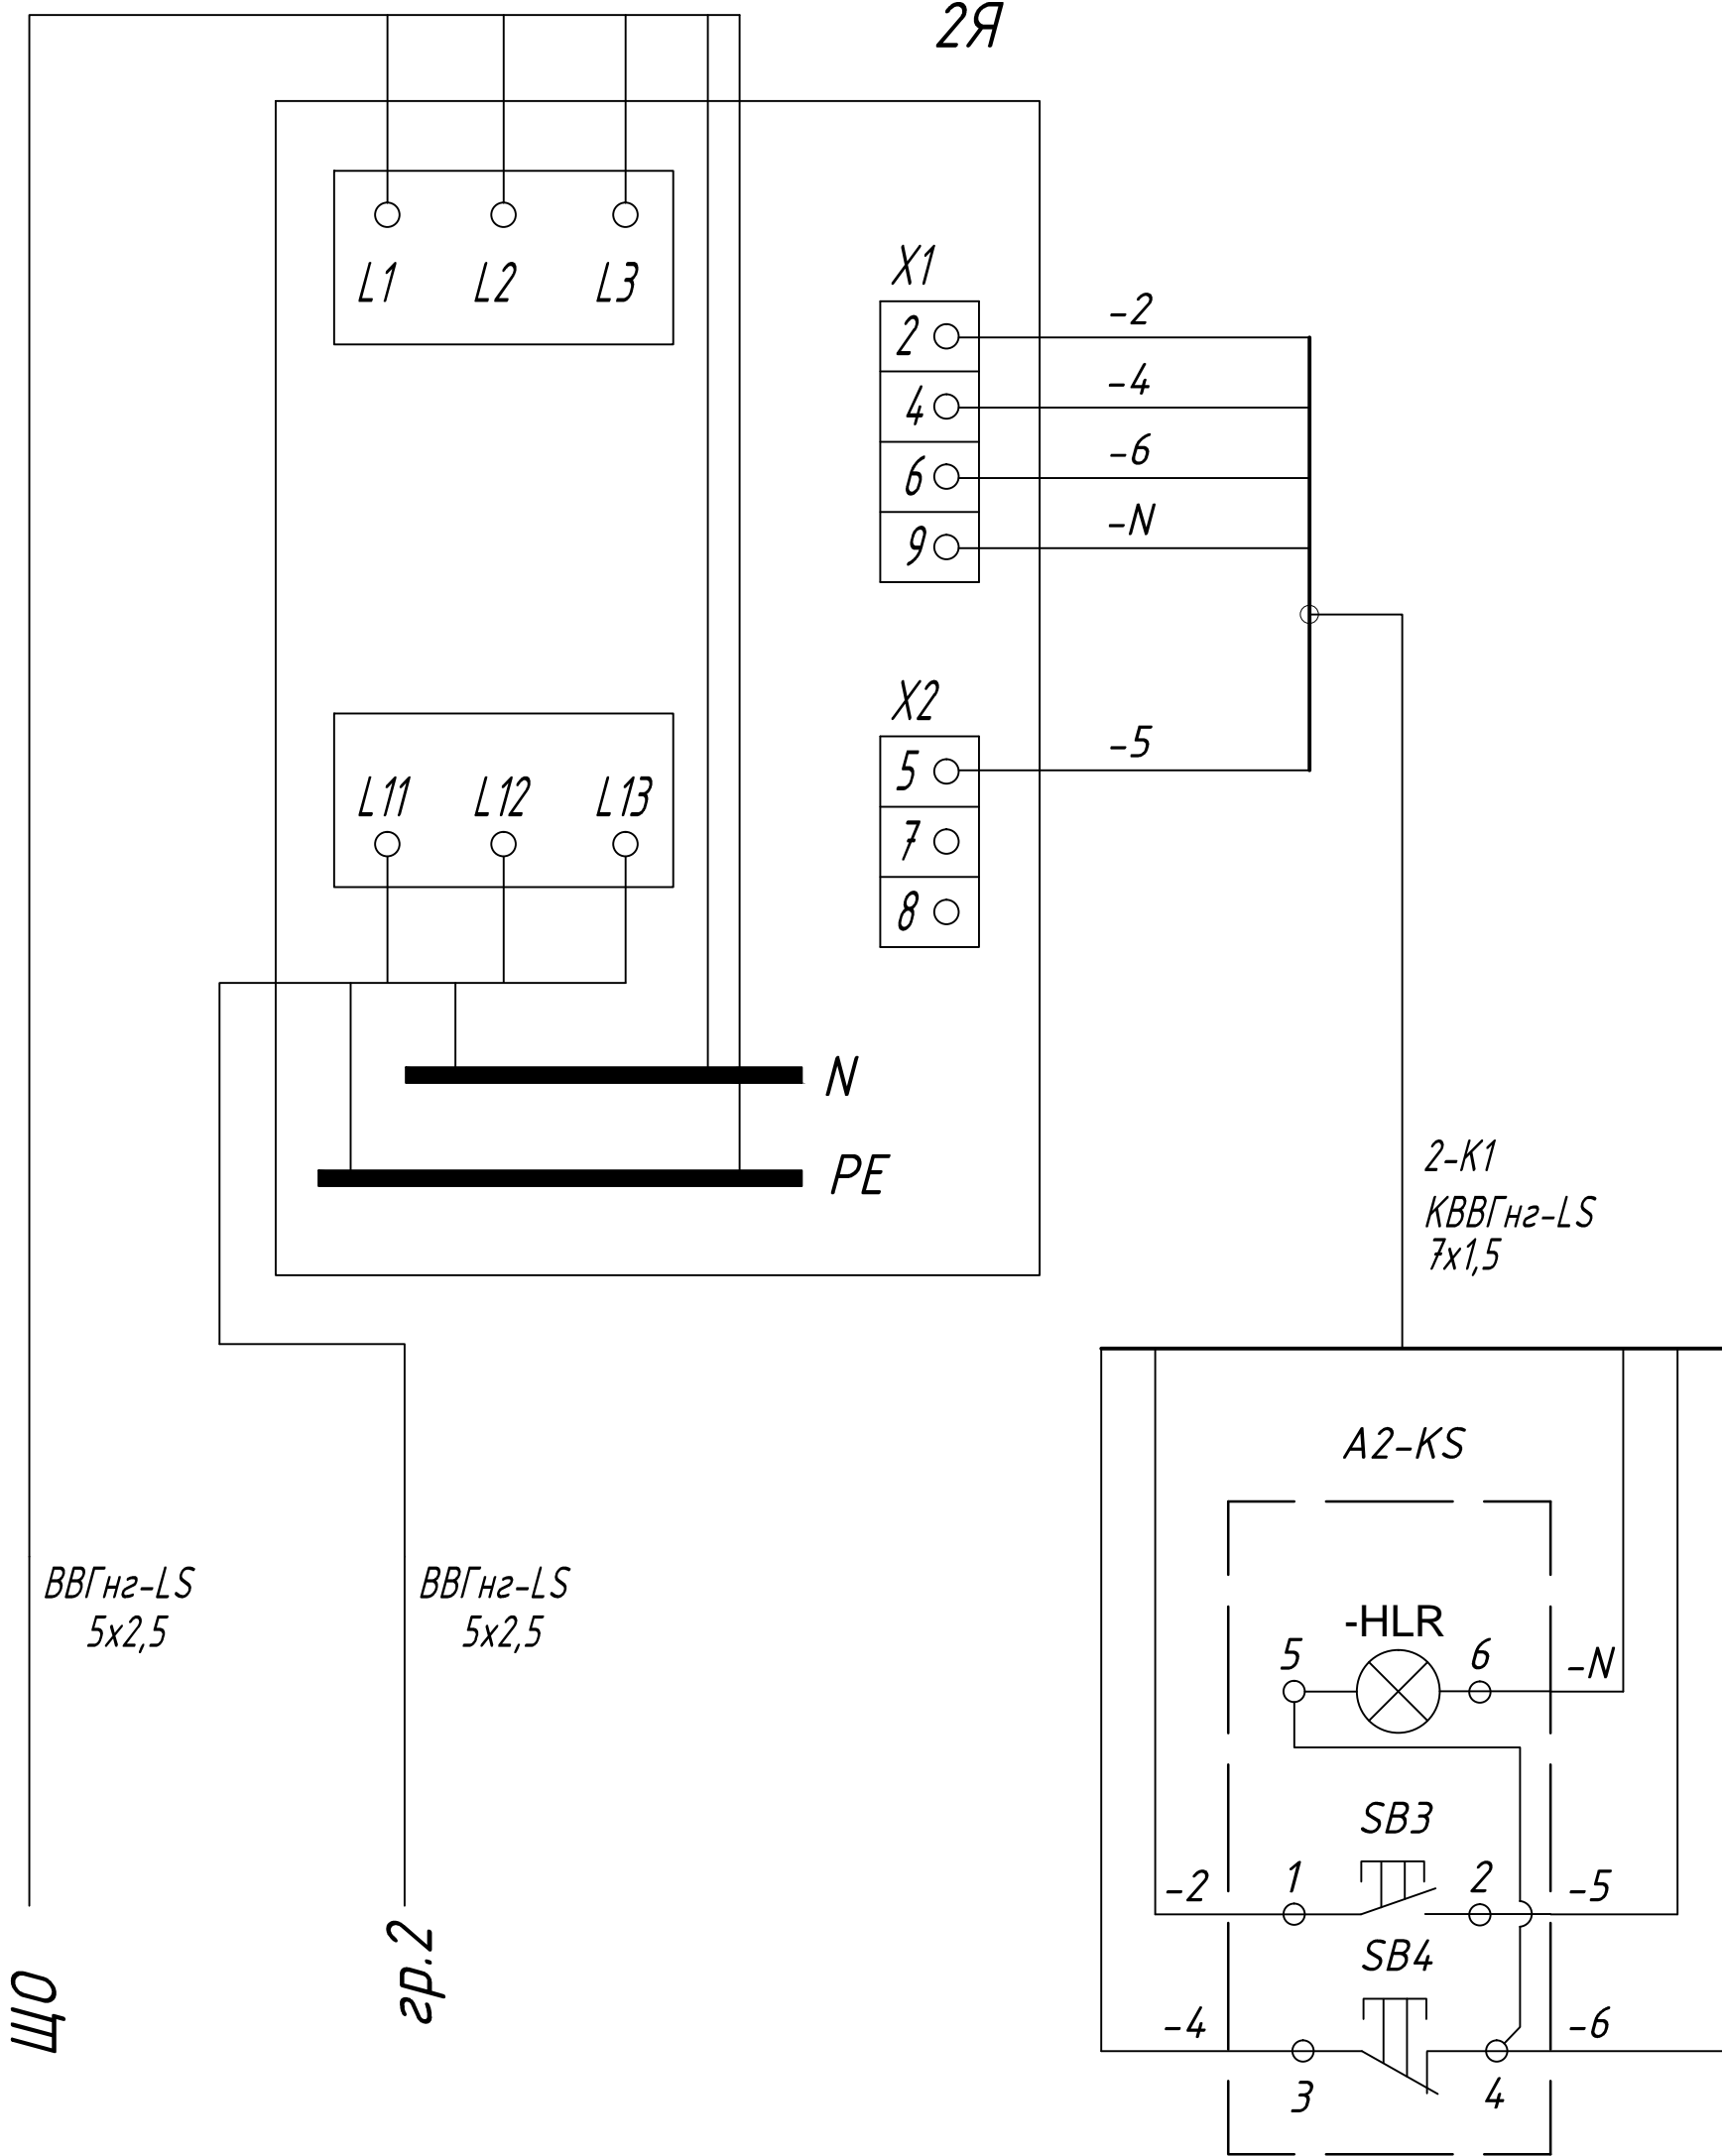 2Я
L1 L2 L3
X1
2 -2
4 -4
6 -6
9 -N
X2
5 -5
7
8
L11 L12 L13
N
PE
2-К1
КВВГнг-LS
7х1,5
ВВГнг-LS
5х2,5
ВВГнг-LS
5х2,5
ЩО
гр.2
A2-KS
-HLR
5 6 -N
SB3
-2 1 2 -5
SB4
-4 -6
3 4